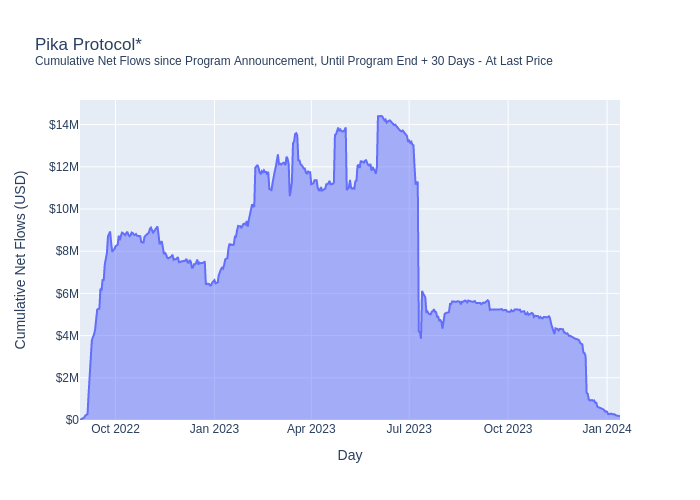 Pika Protocol*
Cumulative Net Flows since Program Announcement, Until Program End + 30 Days - At Last Price
Cumulative Net Flows (USD)
$14M
$12M
$10M
$8M
$6M
$4M
$2M
$0
Oct 2022 Jan 2023 Apr 2023 Jul 2023 Oct 2023 Jan 2024
Day